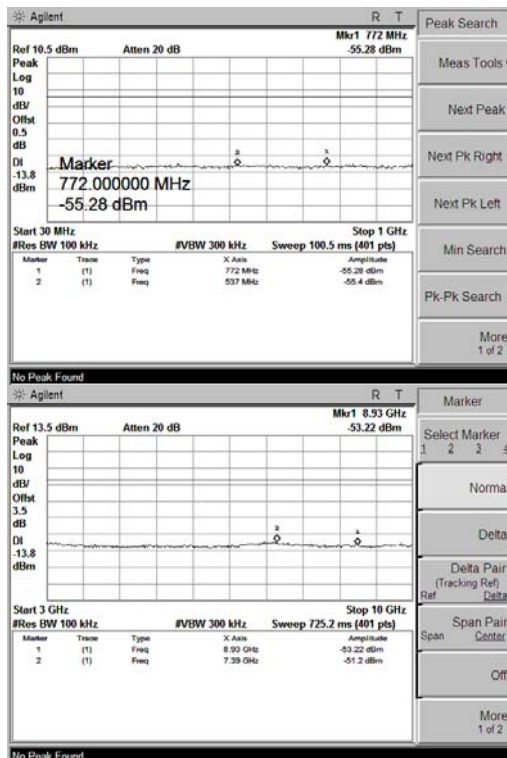 Agilent R T
Mkr1 772 MHz
Ref 10.5 dBm Atten 20 dB -55.28 dBm
Peak
Log
10
dB/
Offst
0.5
dB
DI
-13.8
dBm
2 1
Marker
772.000000 MHz
-55.28 dBm
Start 30 MHz Stop 1 GHz
#Res BW 100 kHz #VBW 300 kHz Sweep 100.5 ms (401 pts)
Marker Trace Type X Axis Amplitude
1 (1) Freq 772 MHz -55.28 dBm
2 (1) Freq 537 MHz -55.4 dBm
No Peak Found
Peak Search
Meas Tools
Next Peak
Next Pk Right
Next Pk Left
Min Search
Pk-Pk Search
More
1 of 2
Agilent R T
Mkr1 8.93 GHz
Ref 13.5 dBm Atten 20 dB -53.22 dBm
Peak
Log
10
dB/
Offst
3.5
dB
DI
-13.8
dBm
2 1
Start 3 GHz Stop 10 GHz
#Res BW 100 kHz #VBW 300 kHz Sweep 725.2 ms (401 pts)
Marker Trace Type X Axis Amplitude
1 (1) Freq 8.93 GHz -53.22 dBm
2 (1) Freq 7.39 GHz -51.2 dBm
No Peak Found
Marker
Select Marker
1 2 3 4
Normal
Delta
Delta Pair
(Tracking Ref)
Ref Delta
Span Pair
Span Center
Off
More
1 of 2